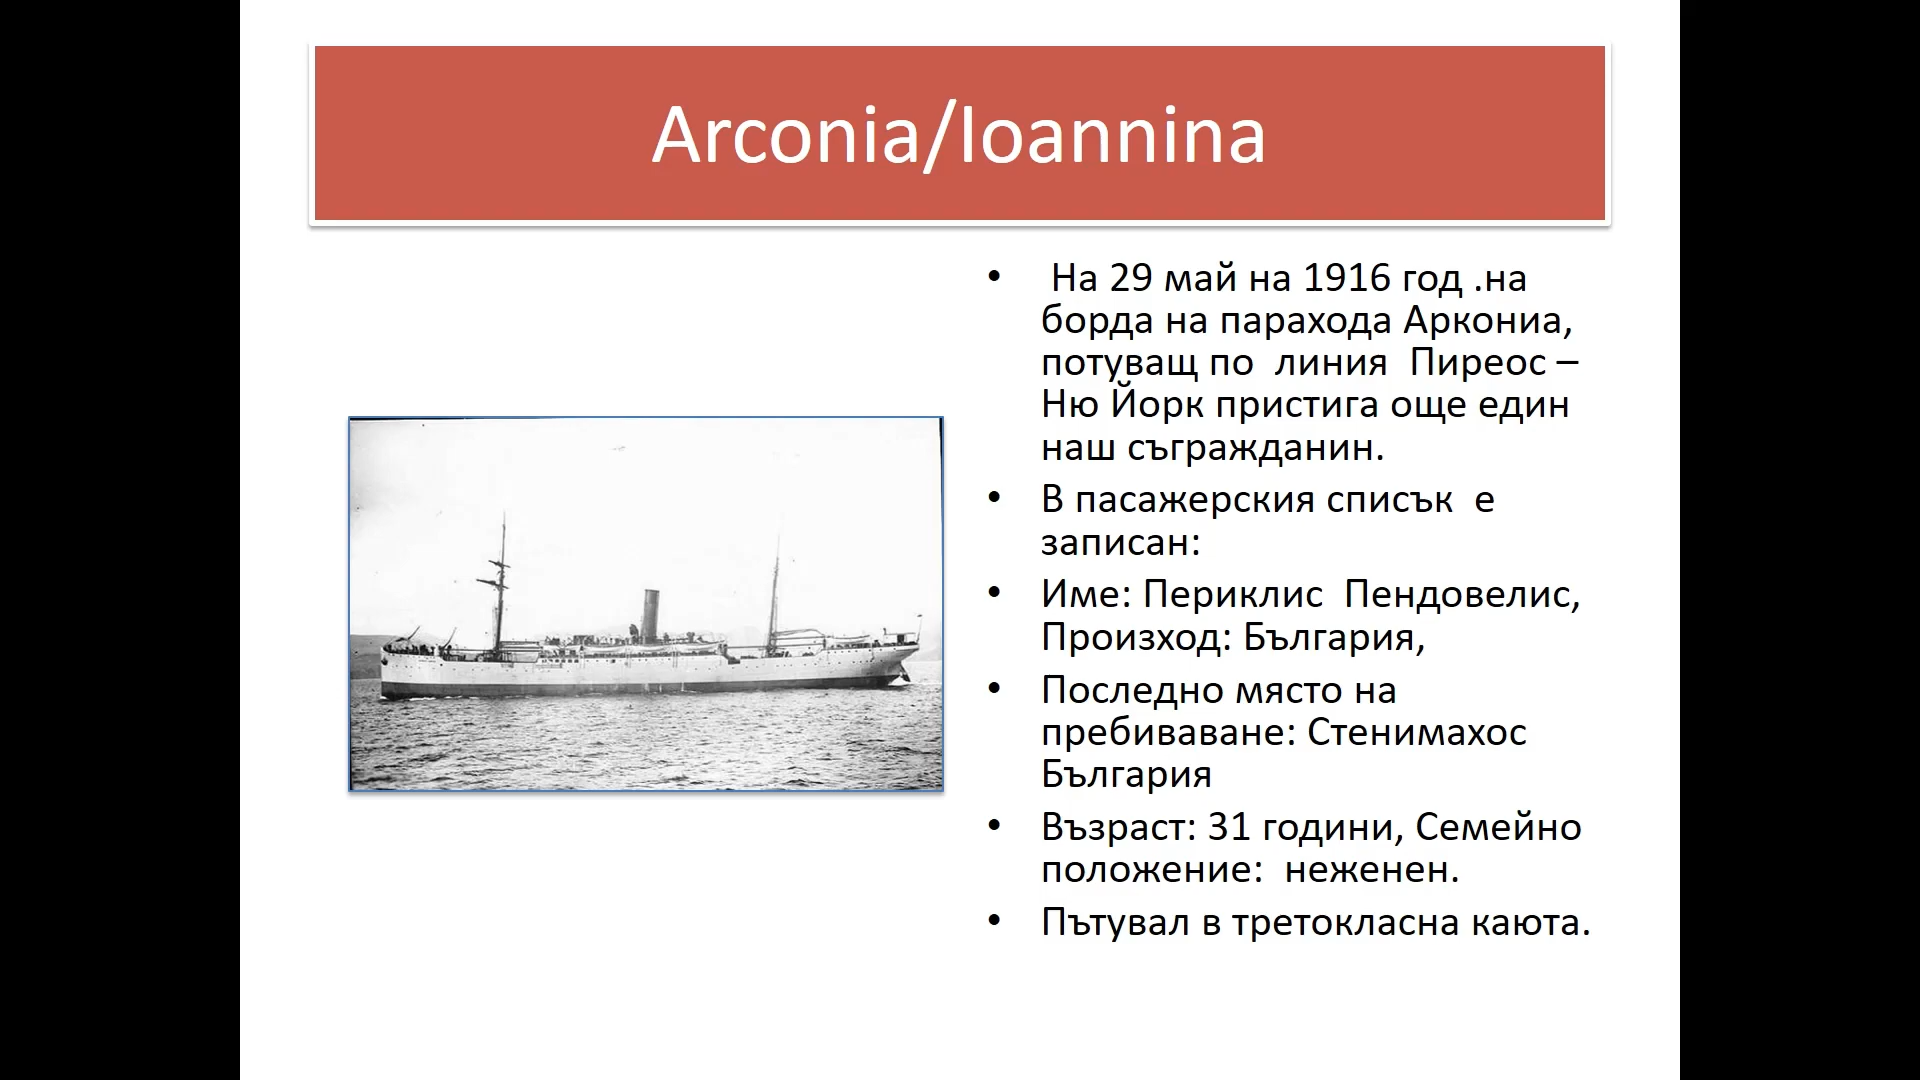 Arconia/Ioannina
• На 29 май на 1916 год .на
борда на парахода Аркониа,
потуващ по линия Пиреос –
Ню Йорк пристига още един
наш съгражданин.
• В пасажерския списък е
записан:
• Име: Периклис Пендовелис,
Произход: България,
• Последно място на
пребиваване: Стенимахос
България
• Възраст: 31 години, Семейно
положение: неженен.
• Пътувал в третокласна каюта.